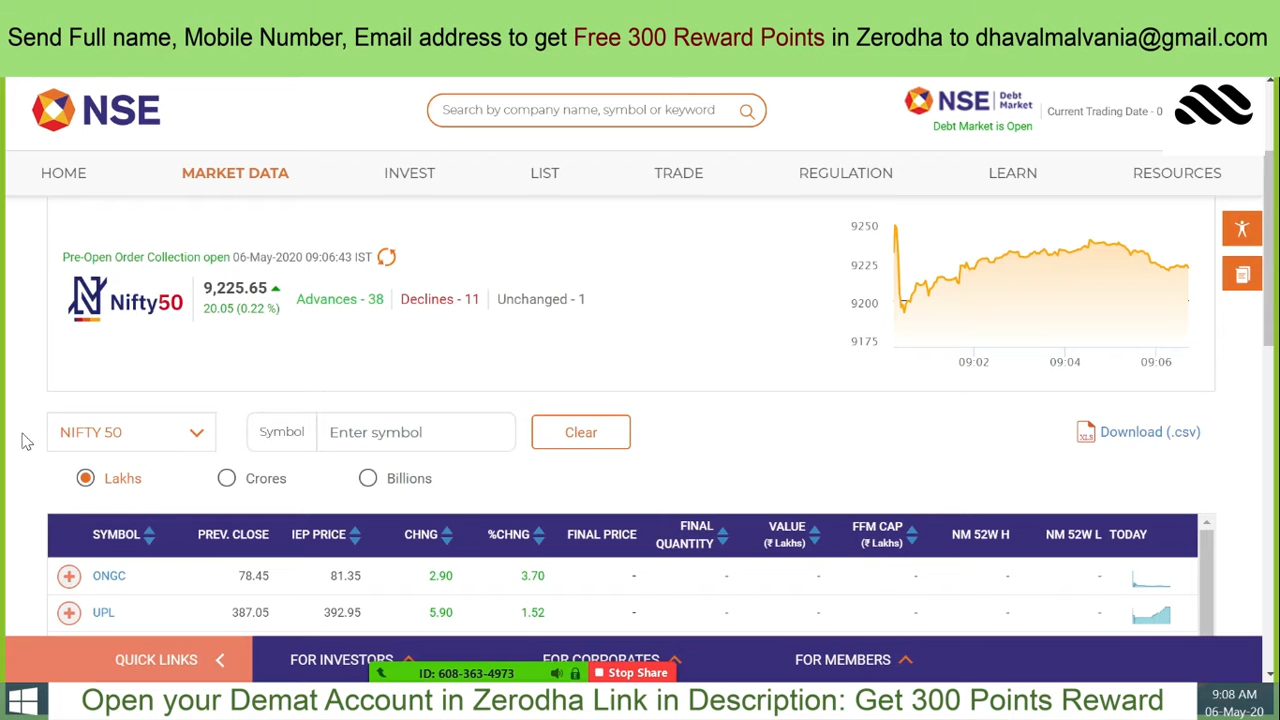 Send Full name, Mobile Number, Email address to get Free 300 Reward Points in Zerodha to dhavalmalvania@gmail.com
NSE
Search by company name, symbol or keyword
NSE Debt Market
Debt Market is Open
Current Trading Date - 0
HOME MARKET DATA INVEST LIST TRADE REGULATION LEARN RESOURCES
Pre-Open Order Collection open 06-May-2020 09:06:43 IST
Nifty50
9,225.65
20.05 (0.22 %)
Advances - 38 Declines - 11 Unchanged - 1
9250
9225
9200
9175
09:02 09:04 09:06
NIFTY 50 Symbol Enter symbol Clear XLS Download (.csv)
Lakhs Crores Billions
SYMBOL PREV. CLOSE IEP PRICE CHNG %CHNG FINAL PRICE FINAL QUANTITY VALUE (₹ Lakhs) FFM CAP (₹ Lakhs) NM 52W H NM 52W L TODAY
ONGC 78.45 81.35 2.90 3.70 - - - - - -
UPL 387.05 392.95 5.90 1.52 - - - - - -
QUICK LINKS FOR INVESTORS FOR CORPORATES FOR MEMBERS
ID: 608-363-4973 Stop Share
Open your Demat Account in Zerodha Link in Description: Get 300 Points Reward
9:08 AM
06-May-20